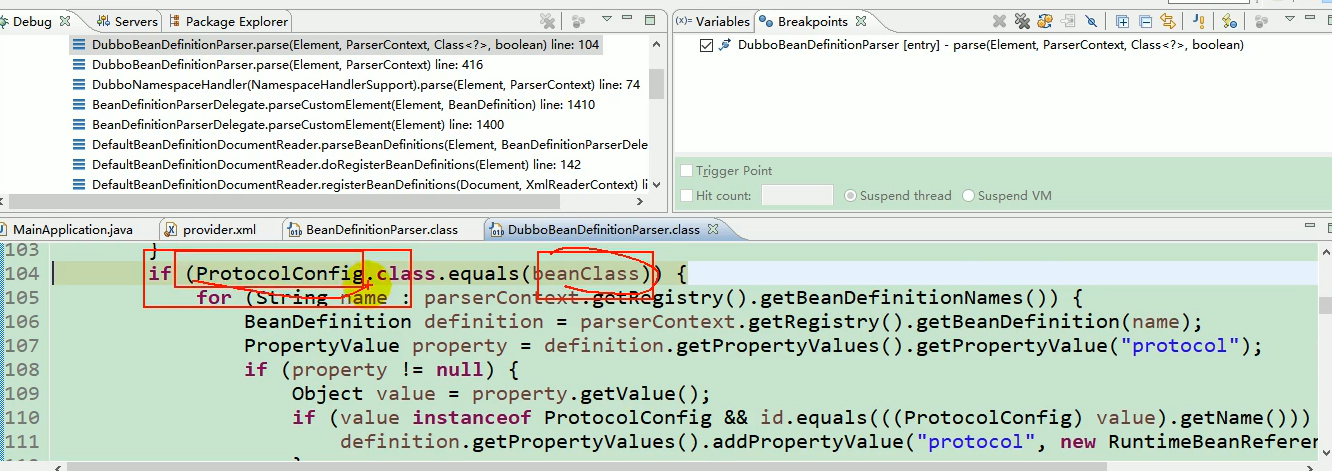 Debug
Servers
Package Explorer
DubboBeanDefinitionParser.parse(Element, ParserContext, Class<?>, boolean) line: 104
DubboBeanDefinitionParser.parse(Element, ParserContext) line: 416
DubboNamespaceHandler(NamespaceHandlerSupport).parse(Element, ParserContext) line: 74
BeanDefinitionParserDelegate.parseCustomElement(Element, BeanDefinition) line: 1410
BeanDefinitionParserDelegate.parseCustomElement(Element) line: 1400
DefaultBeanDefinitionDocumentReader.parseBeanDefinitions(Element, BeanDefinitionParserDele
DefaultBeanDefinitionDocumentReader.doRegisterBeanDefinitions(Element) line: 142
DefaultBeanDefinitionDocumentReader.registerBeanDefinitions(Document, XmlReaderContext) li
(x)= Variables
Breakpoints
DubboBeanDefinitionParser [entry] - parse(Element, ParserContext, Class<?>, boolean)
Trigger Point
Hit count:
Suspend thread
Suspend VM
MainApplication.java
provider.xml
BeanDefinitionParser.class
DubboBeanDefinitionParser.class
103 }
104 if (ProtocolConfig.class.equals(beanClass)) {
105 for (String name : parserContext.getRegistry().getBeanDefinitionNames()) {
106 BeanDefinition definition = parserContext.getRegistry().getBeanDefinition(name);
107 PropertyValue property = definition.getPropertyValues().getPropertyValue("protocol");
108 if (property != null) {
109 Object value = property.getValue();
110 if (value instanceof ProtocolConfig && id.equals(((ProtocolConfig) value).getName()))
111 definition.getPropertyValues().addPropertyValue("protocol", new RuntimeBeanReferen